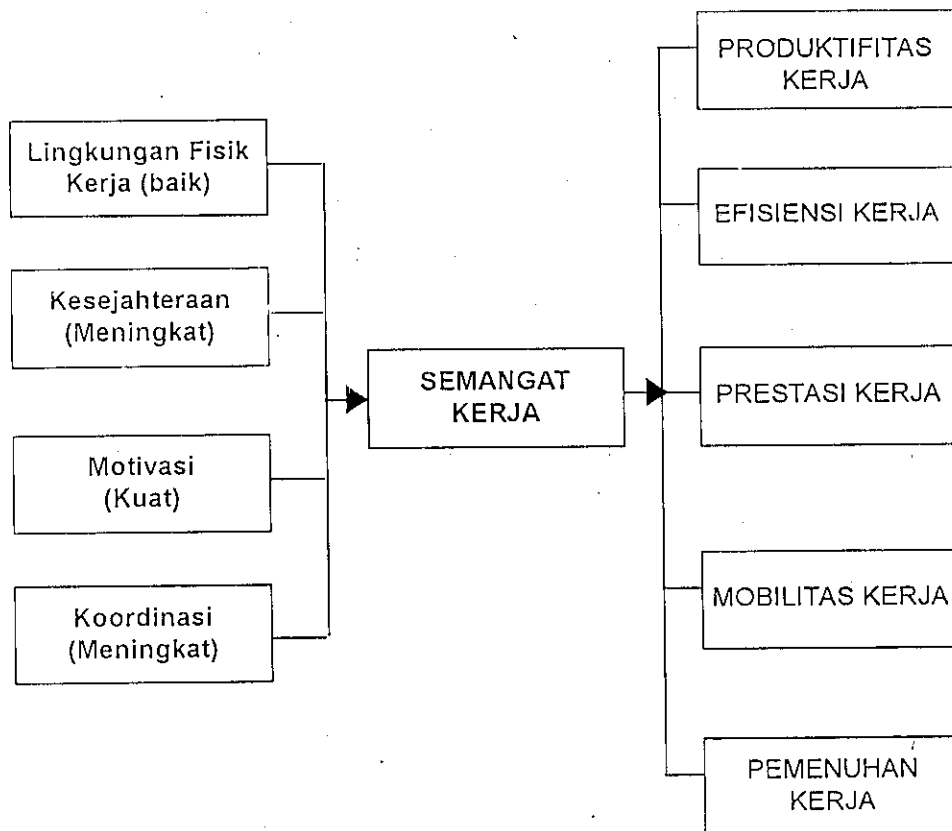 Lingkungan Fisik
Kerja (baik)
Kesejahteraan
(Meningkat)
Motivasi
(Kuat)
Koordinasi
(Meningkat)
SEMANGAT
KERJA
PRODUKTIFITAS
KERJA
EFISIENSI KERJA
PRESTASI KERJA
MOBILITAS KERJA
PEMENUHAN
KERJA